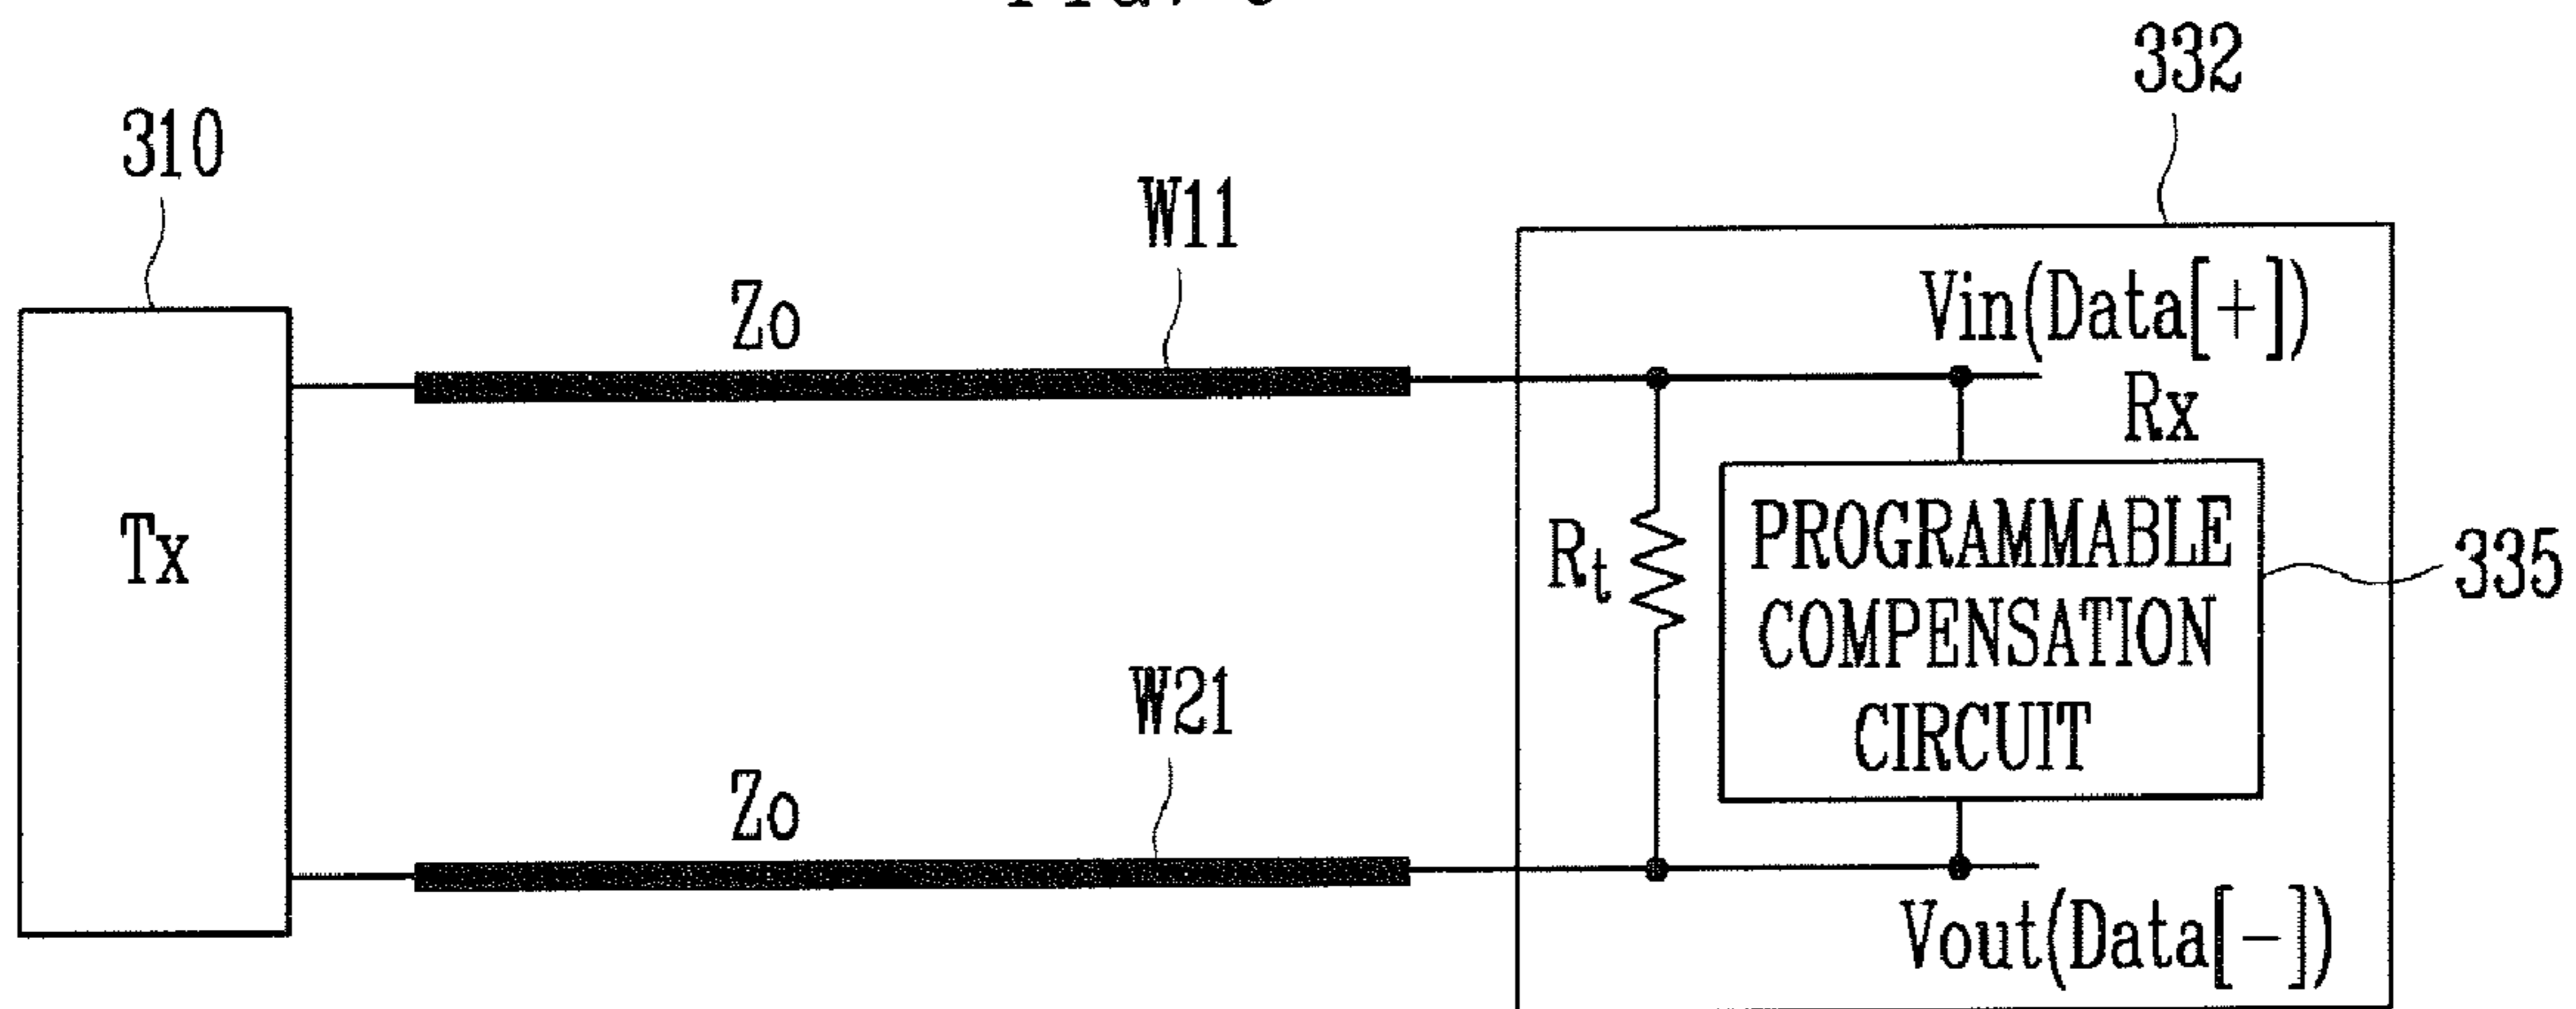 332
310
W11
Zo
Vin(Data[+])
Rx
Tx
Rt
PROGRAMMABLE
COMPENSATION
CIRCUIT
335
W21
Zo
Vout(Data[-])